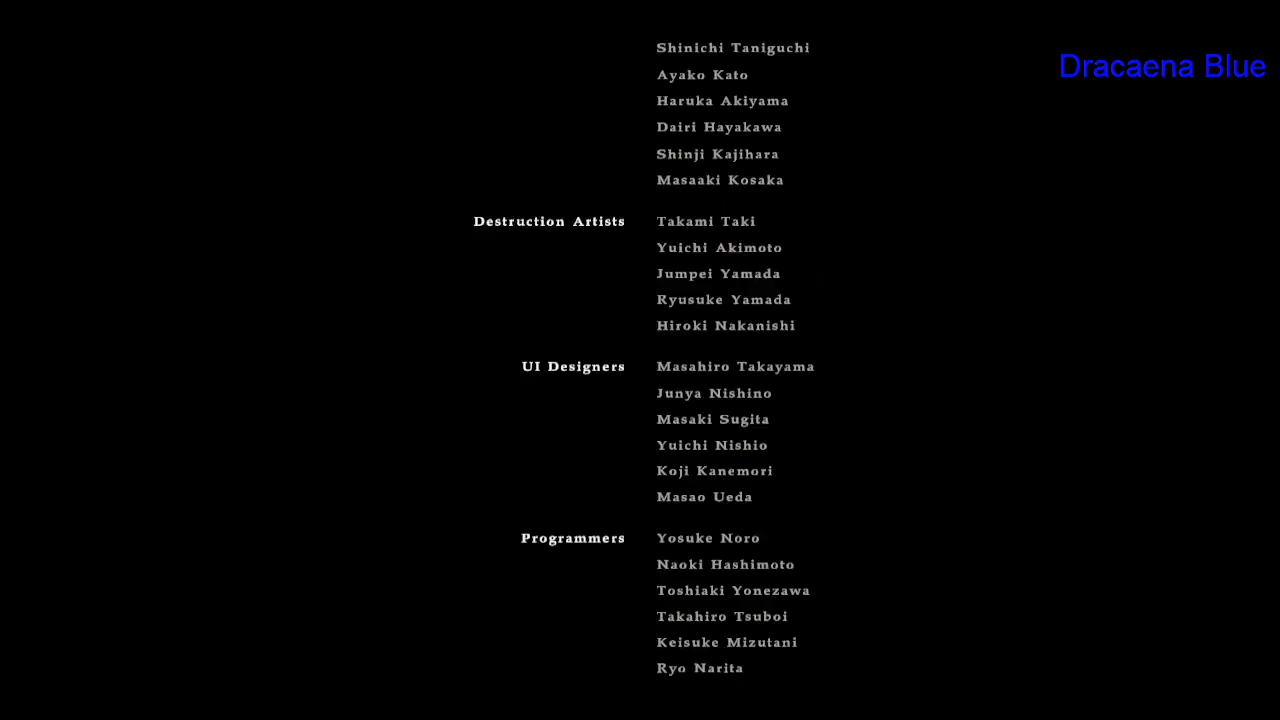 Shinichi Taniguchi
Dracaena Blue
Ayako Kato
Haruka Akiyama
Dairi Hayakawa
Shinji Kajihara
Masaaki Kosaka
Destruction Artists Takami Taki
Yuichi Akimoto
Jumpei Yamada
Ryusuke Yamada
Hiroki Nakanishi
UI Designers Masahiro Takayama
Junya Nishino
Masaki Sugita
Yuichi Nishio
Koji Kanemori
Masao Ueda
Programmers Yosuke Noro
Naoki Hashimoto
Toshiaki Yonezawa
Takahiro Tsuboi
Keisuke Mizutani
Ryo Narita